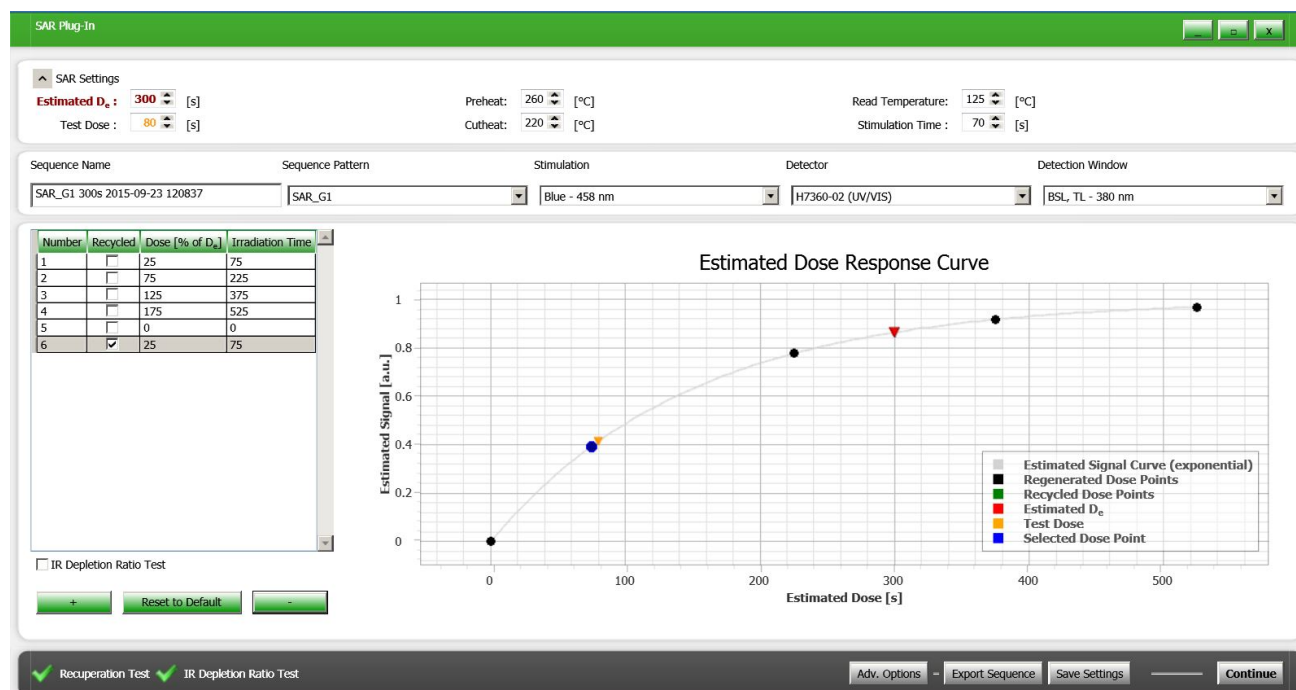 SAR Plug-In
_ □ X
^ SAR Settings
Estimated De : 300 [s] Preheat: 260 [°C] Read Temperature: 125 [°C]
Test Dose : 80 [s] Cutheat: 220 [°C] Stimulation Time : 70 [s]
Sequence Name Sequence Pattern Stimulation Detector Detection Window
SAR_G1 300s 2015-09-23 120837 SAR_G1 Blue - 458 nm H7360-02 (UV/VIS) BSL, TL - 380 nm
Number Recycled Dose [% of De] Irradiation Time
1 25 75
2 75 225
3 125 375
4 175 525
5 0 0
6 25 75
IR Depletion Ratio Test
+ Reset to Default -
Estimated Dose Response Curve
Estimated Signal [a.u.]
1
0.8
0.6
0.4
0.2
0
0 100 200 300 400 500
Estimated Dose [s]
Estimated Signal Curve (exponential)
Regenerated Dose Points
Recycled Dose Points
Estimated De
Test Dose
Selected Dose Point
Recuperation Test IR Depletion Ratio Test
Adv. Options Export Sequence Save Settings Continue